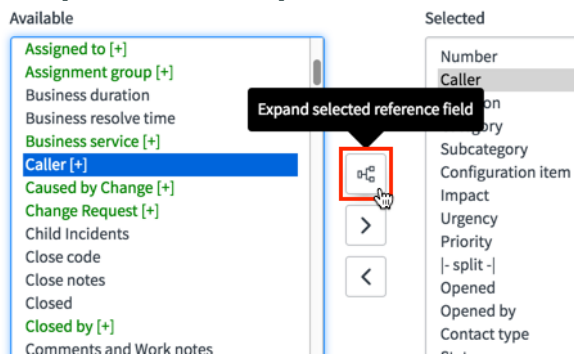 Available
Assigned to [+]
Assignment group [+]
Business duration
Business resolve time
Business service [+]
Caller [+]
Caused by Change [+]
Change Request [+]
Child Incidents
Close code
Close notes
Closed
Closed by [+]
Comments and Work notes
Expand selected reference field
>
<
Selected
Number
Caller
Subcategory
Configuration item
Impact
Urgency
Priority
|- split -|
Opened
Opened by
Contact type